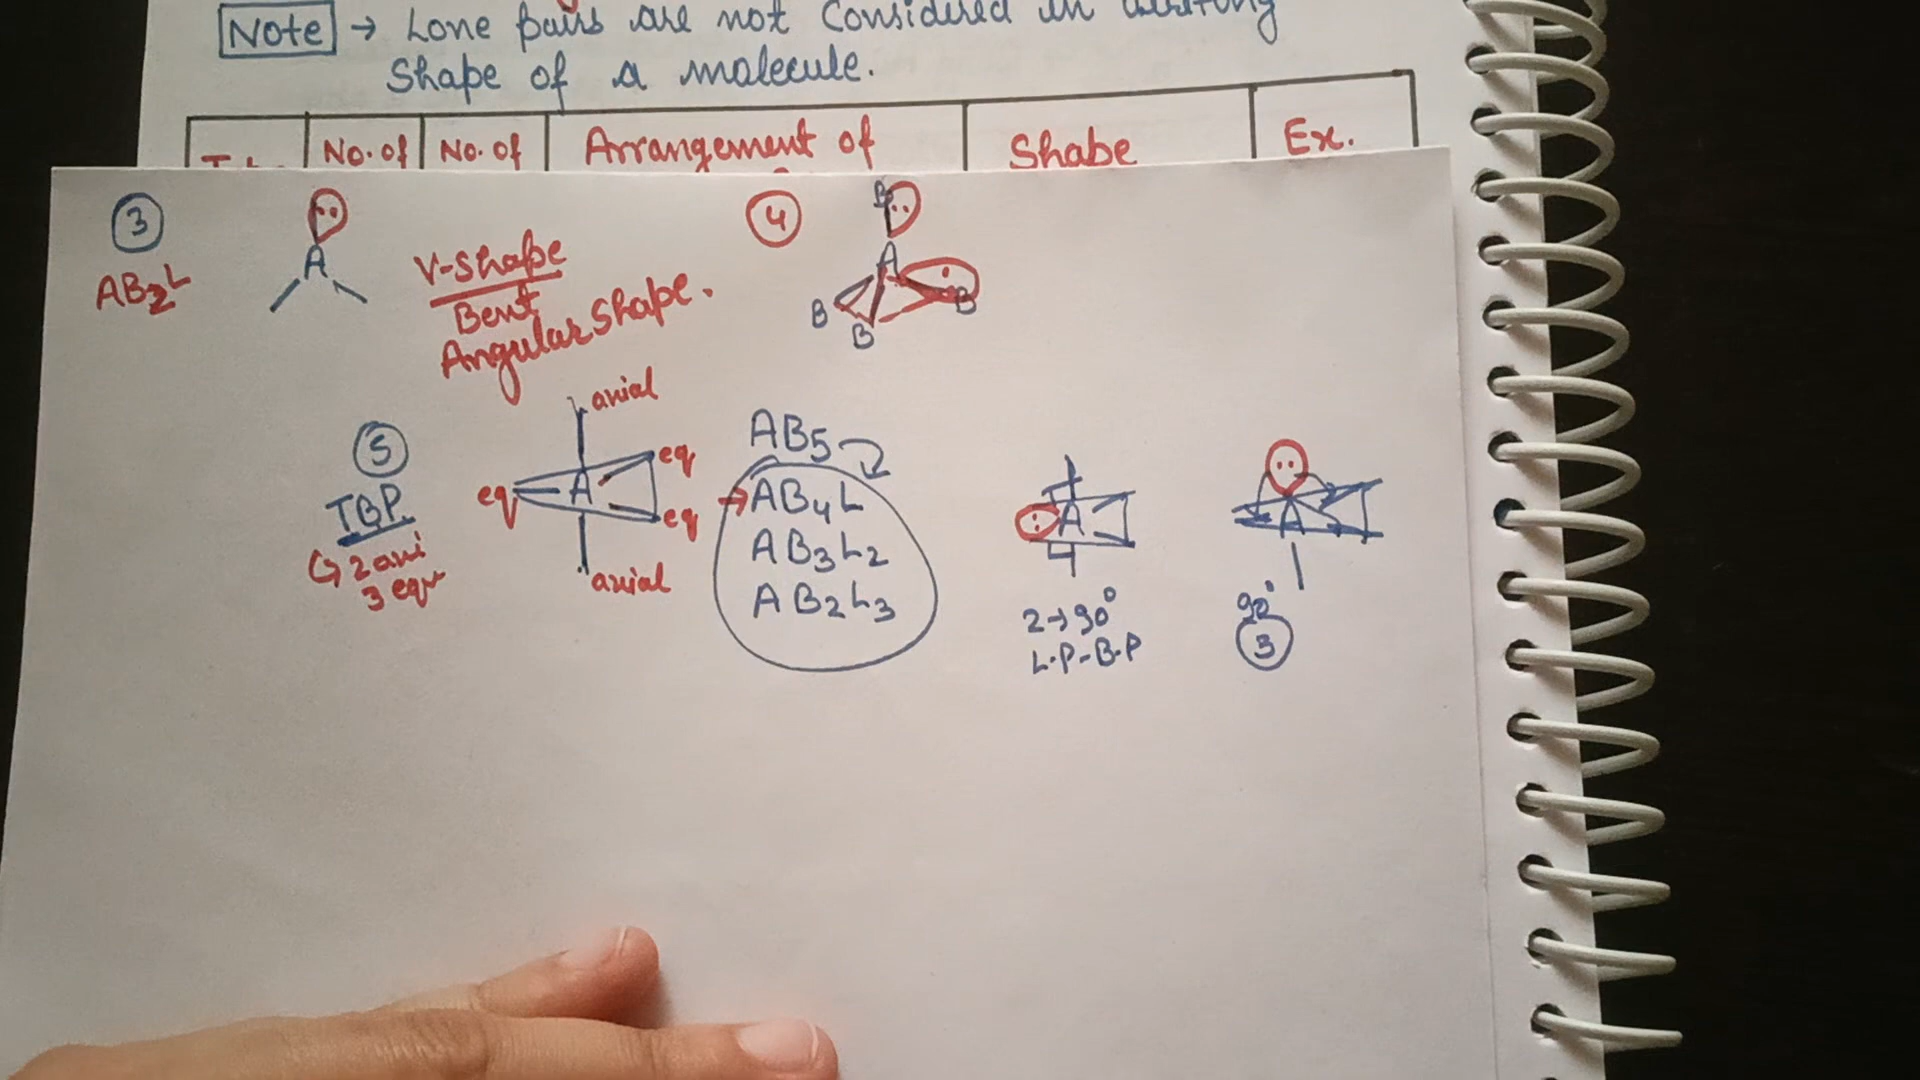 Note → Lone pairs are not Considered in
Shape of a molecule.
No. of
No. of
Arrangement of
Shape
Ex.
3
AB2L
A
V-Shape
Bent
Angular Shape.
4
B
A
B
B
B
5
TBP.
↳ 2 axi
3 equ
axial
eq
eq
A
eq
axial
AB5
→ AB4L
AB3L2
AB2L3
A
2→90°
L.P-B.P
A
90°
3